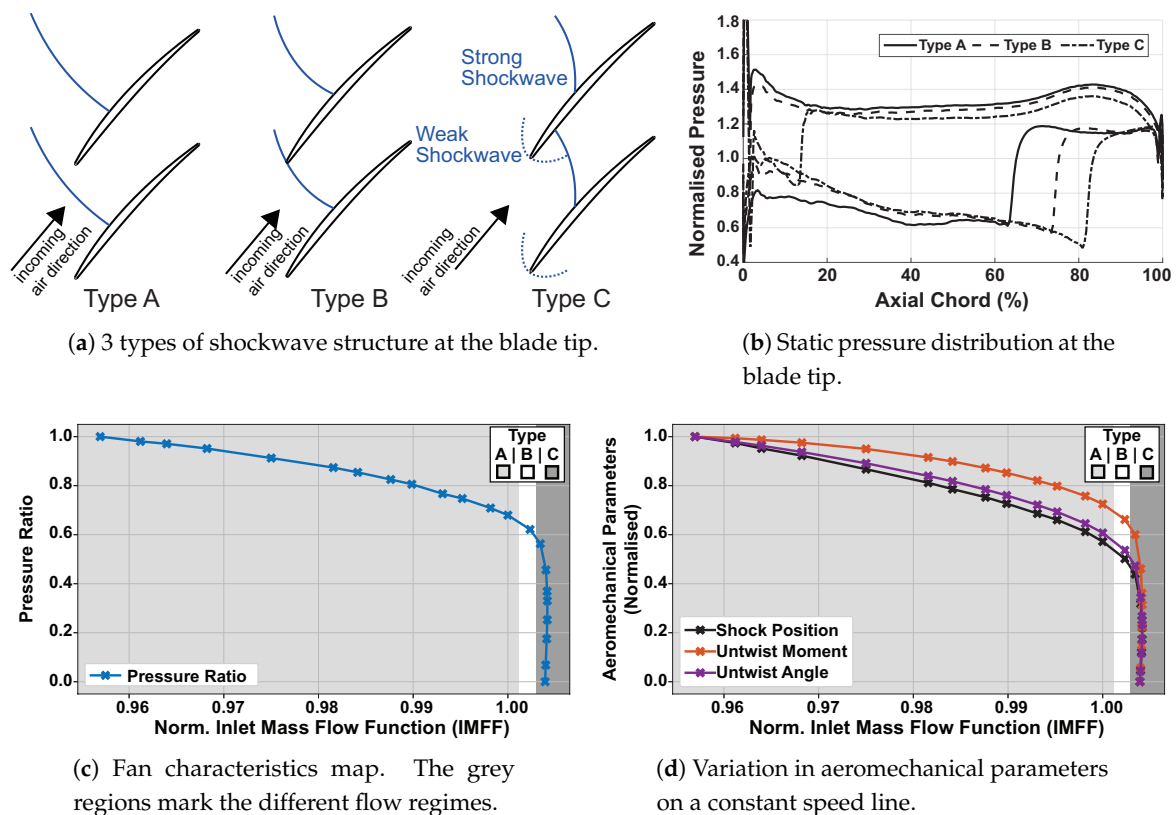 Strong
Shockwave
Weak
Shockwave
incoming
air direction
incoming
air direction
incoming
air direction
Type A
Type B
Type C
(a) 3 types of shockwave structure at the blade tip.
Normalised Pressure
1.8
1.6
1.4
1.2
1.0
0.8
0.6
0.4
Type A
Type B
Type C
0 20 40 60 80 100
Axial Chord (%)
(b) Static pressure distribution at the
blade tip.
Pressure Ratio
1.0
0.8
0.6
0.4
0.2
0.0
Type
A | B | C
Pressure Ratio
0.96 0.97 0.98 0.99 1.00
Norm. Inlet Mass Flow Function (IMFF)
(c) Fan characteristics map. The grey
regions mark the different flow regimes.
Aeromechanical Parameters
(Normalised)
1.0
0.8
0.6
0.4
0.2
0.0
Type
A | B | C
Shock Position
Untwist Moment
Untwist Angle
0.96 0.97 0.98 0.99 1.00
Norm. Inlet Mass Flow Function (IMFF)
(d) Variation in aeromechanical parameters
on a constant speed line.